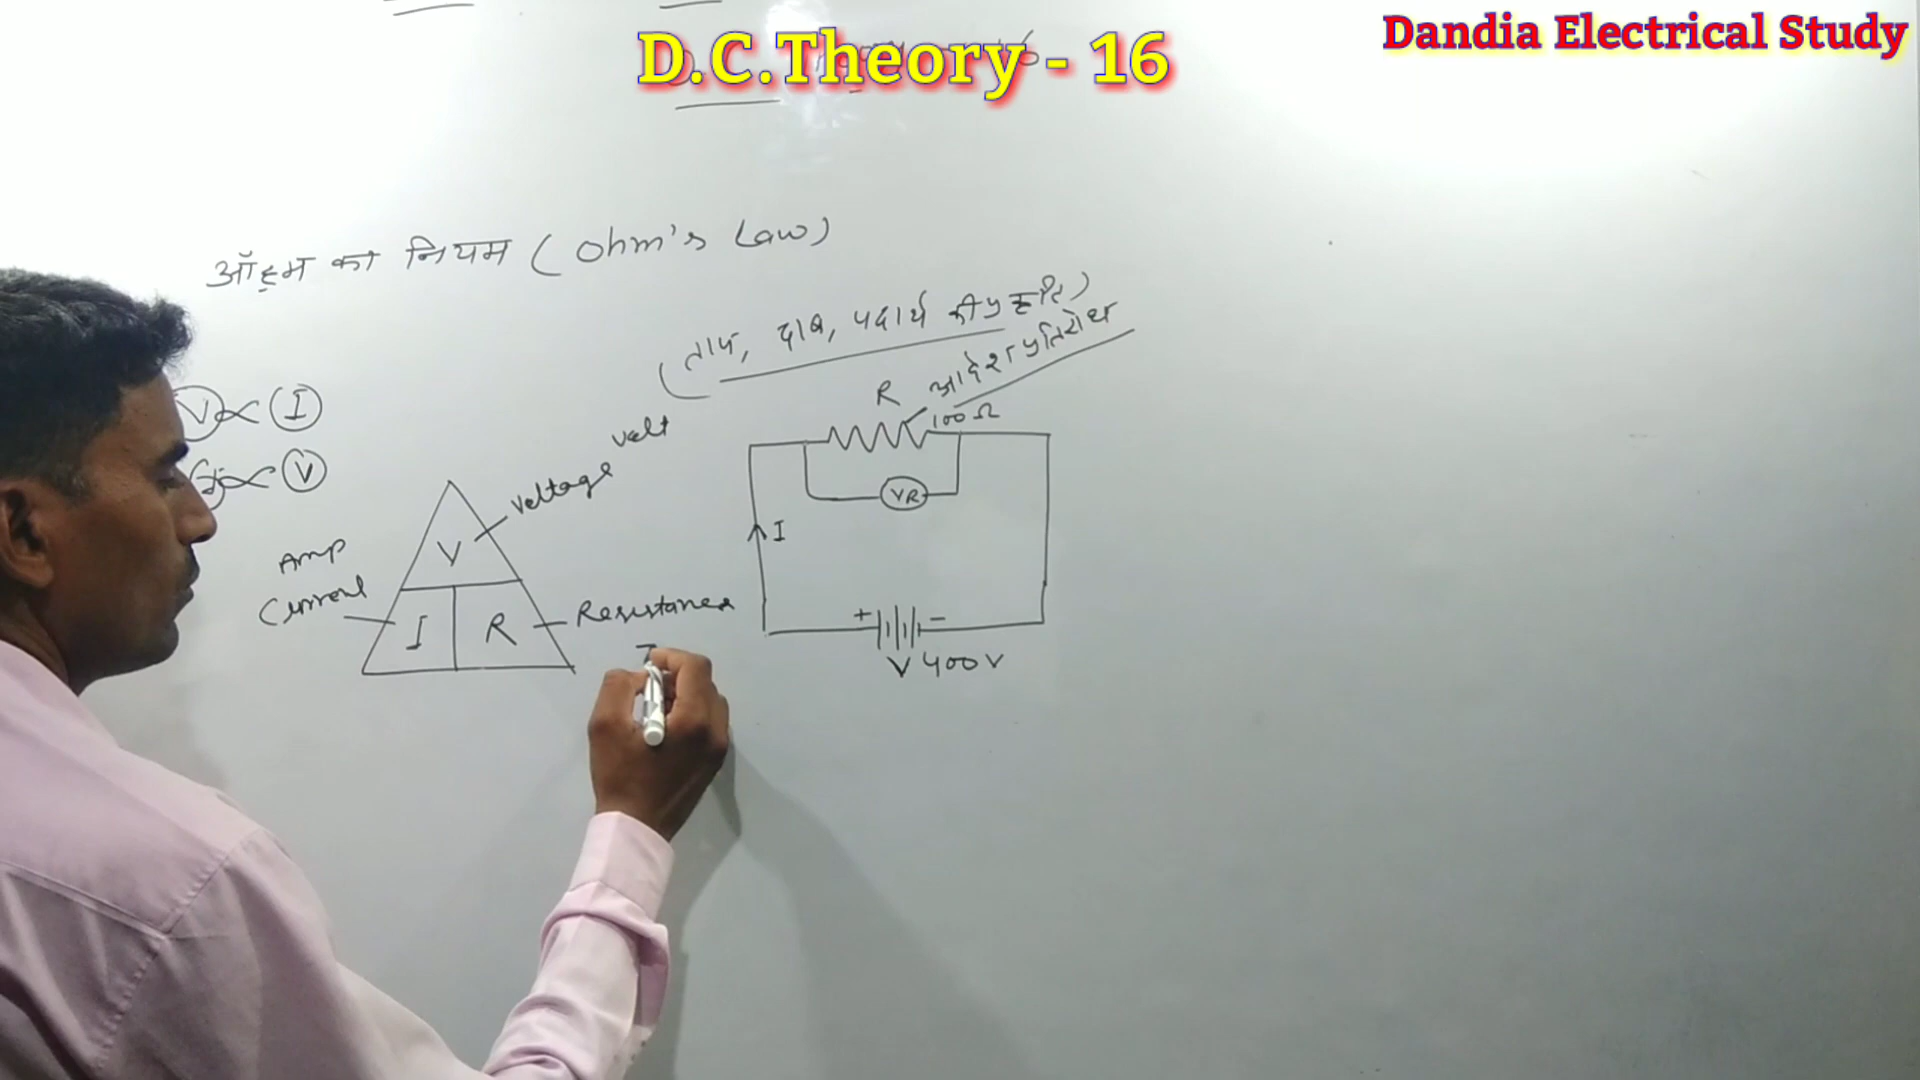 D.C.Theory - 16
Dandia Electrical Study
ऑह्म का नियम ( Ohm's Law)
(ताप, दाब, पदार्थ की प्रकृति)
आदेश प्रतिरोध
R
100 Ω
V ∝ I
∝ V
volt
Voltage
V
Amp
Current
I
R
Resistance
VR
I
+ −
V 400 V